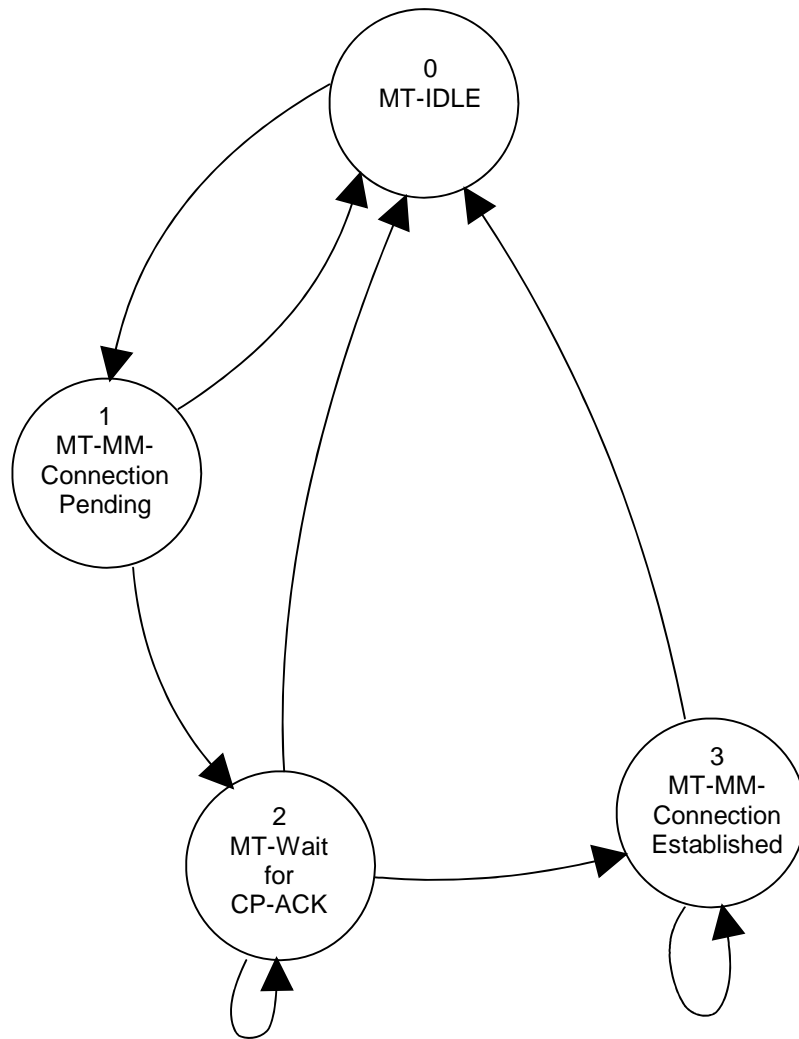 0
MT-IDLE
1
MT-MM-
Connection
Pending
2
MT-Wait
for
CP-ACK
3
MT-MM-
Connection
Established